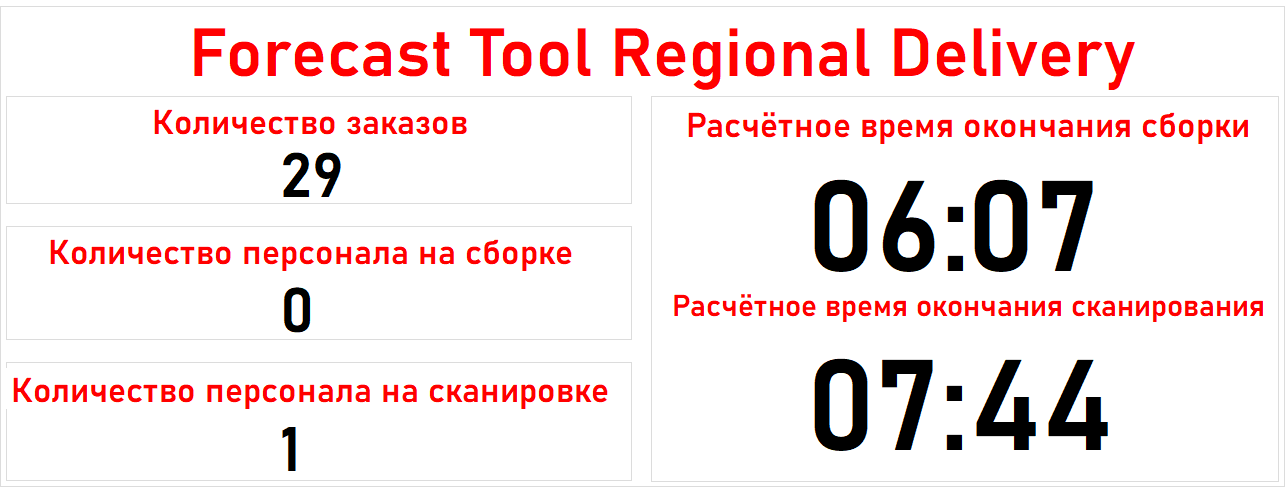 Forecast Tool Regional Delivery
Количество заказов
29
Количество персонала на сборке
0
Количество персонала на сканировке
1
Расчётное время окончания сборки
06:07
Расчётное время окончания сканирования
07:44